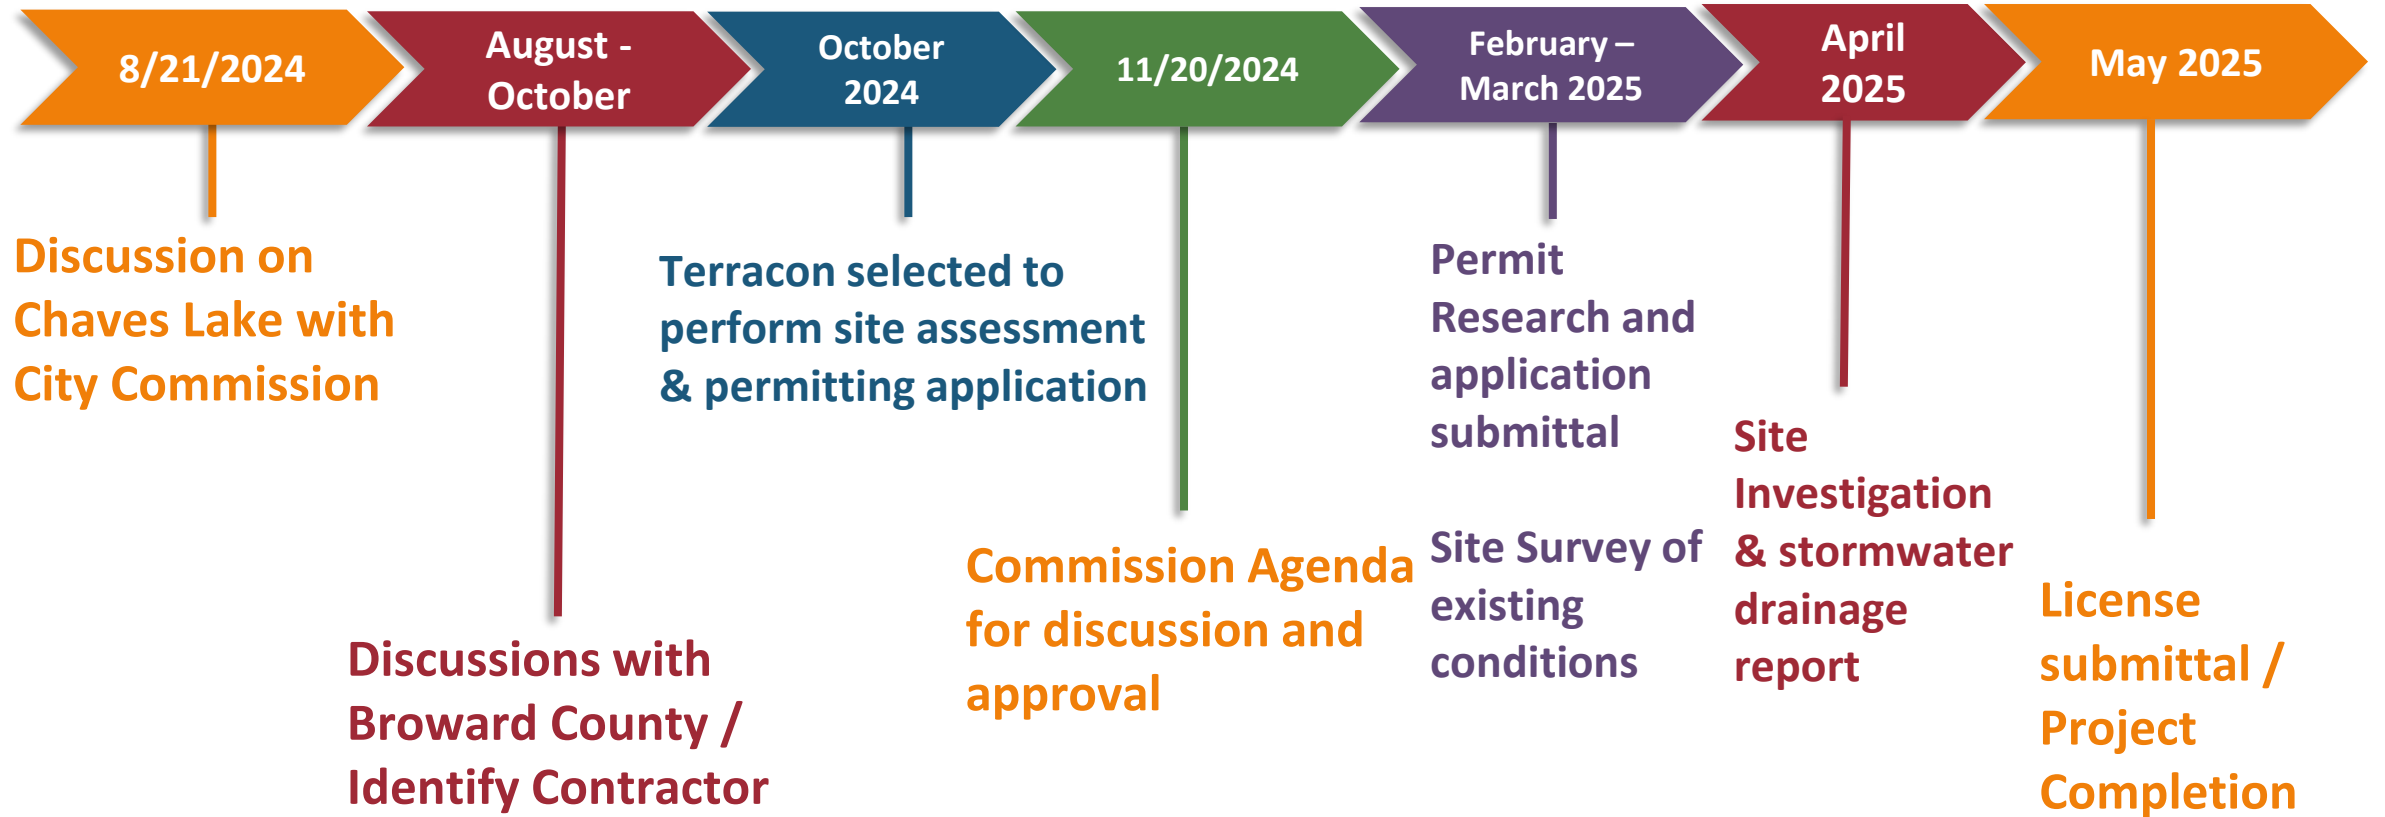 8/21/2024
August -
October
October
2024
11/20/2024
February –
March 2025
April
2025
May 2025
Discussion on
Chaves Lake with
City Commission
Discussions with
Broward County /
Identify Contractor
Terracon selected to
perform site assessment
& permitting application
Commission Agenda
for discussion and
approval
Permit
Research and
application
submittal
Site Survey of
existing
conditions
Site
Investigation
& stormwater
drainage
report
License
submittal /
Project
Completion